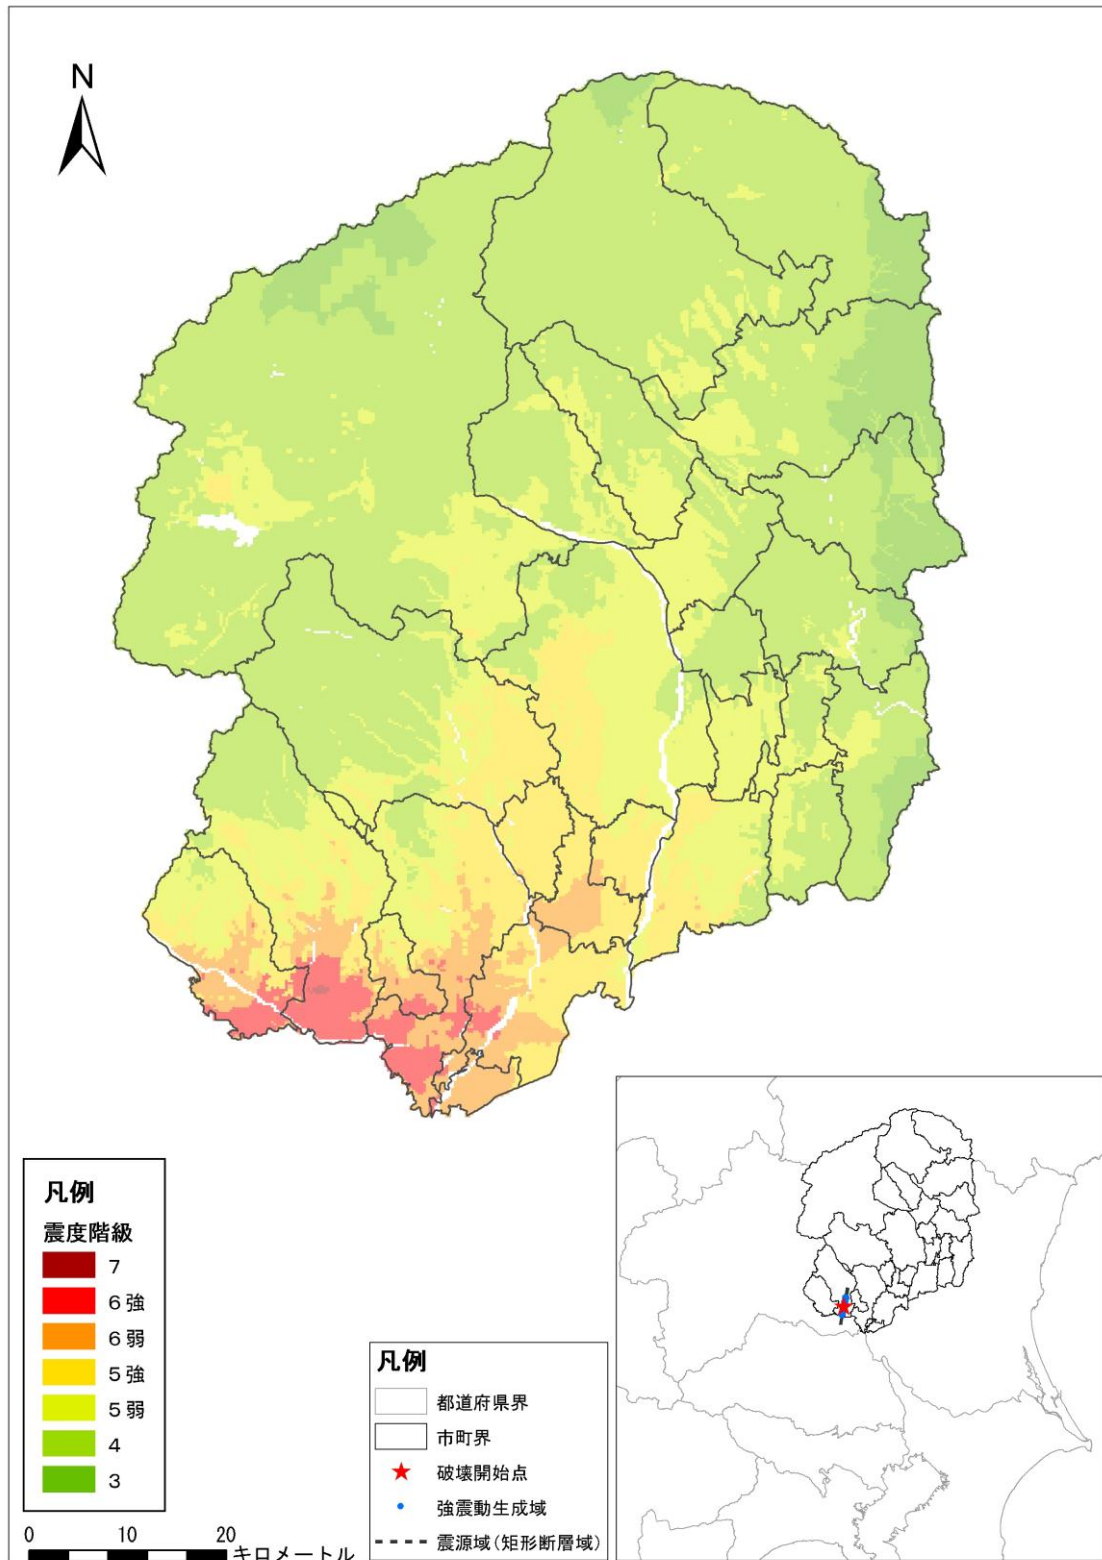 N
凡例
震度階級
7
6強
6弱
5強
5弱
4
3
0 10 20
キロメートル
凡例
都道府県界
市町界
破壊開始点
強震動生成域
震源域(矩形断層域)